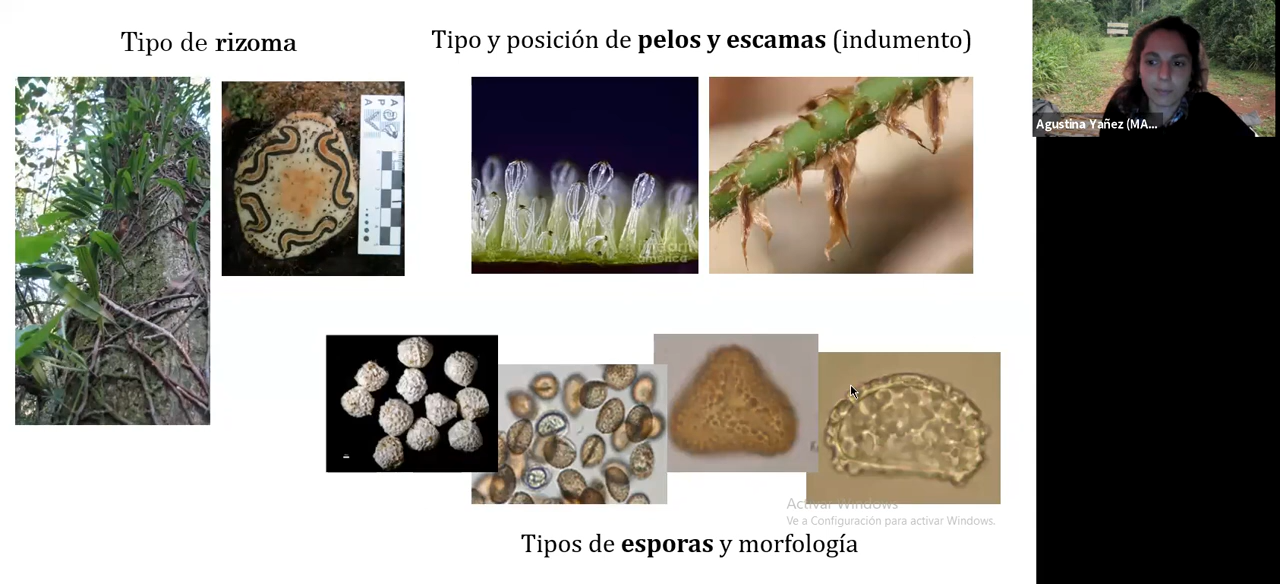 Tipo de rizoma
Tipo y posición de pelos y escamas (indumento)
Agustina Yañez (MA...
Activar Windows
Ve a Configuración para activar Windows.
Tipos de esporas y morfología